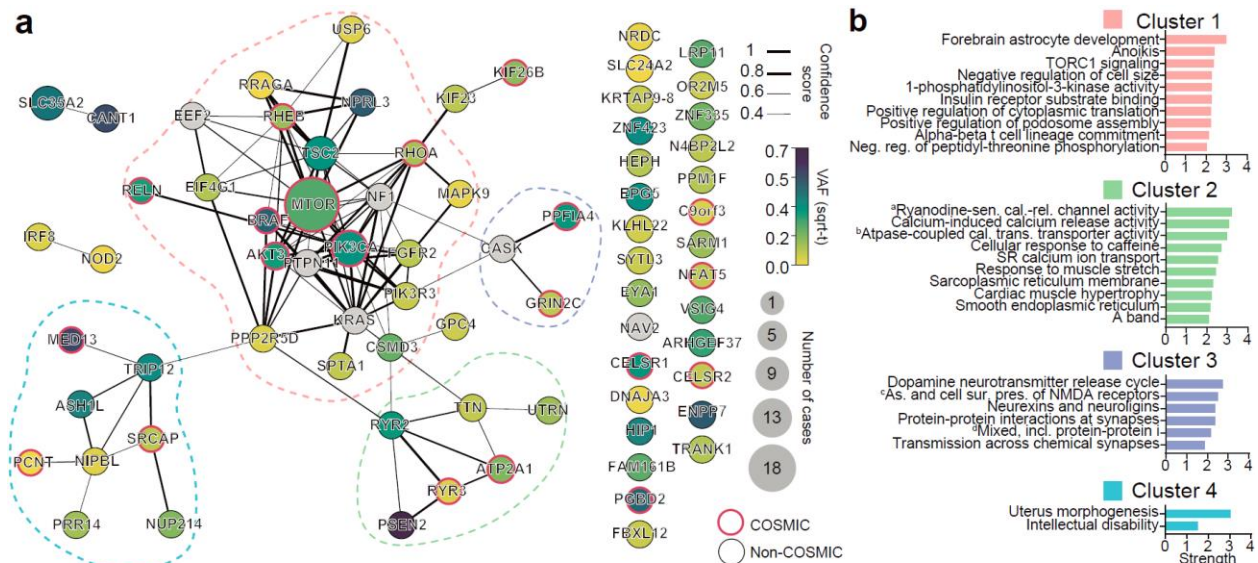 a
USP6
RRAGA
RHEB
NPRL3
KIF26B
KIF23
SLC35A2
CANT1
EEF2
TSC2
RHOA
RELN
EIF4G1
MTOR
NF1
MAPK9
BRAF
PIK3CA
AKT3
PTPN11
FGFR2
CASK
PPFIA4
GRIN2C
IRF8
NOD2
PIK3R3
KRAS
PPP2R5D
SPTA1
CSMD3
GPC4
MED13
TRIP12
ASH1L
SRCAP
PCNT
NIPBL
PRR14
NUP214
RYR2
TTN
UTRN
ATP2A1
RYR3
PSEN2
NRDC
SLC24A2
KRTAP9-8
ZNF423
HEPH
EPG5
KLHL22
SYTL3
EYA1
NAV2
CELSR1
DNAJA3
HIP1
FAM161B
PGBD2
FBXL12
LRP11
OR2M5
ZNF335
N4BP2L2
PPM1F
C9orf3
SARM1
NFAT5
VSIG4
ARHGEF37
CELSR2
ENPP7
TRANK1
1
0.8
0.6
0.4
Confidence
score
0.7
0.6
0.5
0.4
0.2
0.0
VAF (sqrt-t)
1
5
9
13
18
Number of cases
COSMIC
Non-COSMIC
b
Cluster 1
Forebrain astrocyte development
Anoikis
TORC1 signaling
Negative regulation of cell size
1-phosphatidylinositol-3-kinase activity
Insulin receptor substrate binding
Positive regulation of cytoplasmic translation
Positive regulation of podosome assembly
Alpha-beta t cell lineage commitment
Neg. reg. of peptidyl-threonine phosphorylation
0 1 2 3 4
Cluster 2
aRyanodine-sen. cal.-rel. channel activity
Calcium-induced calcium release activity
bAtpase-coupled cal. trans. transporter activity
Cellular response to caffeine
SR calcium ion transport
Response to muscle stretch
Sarcoplasmic reticulum membrane
Cardiac muscle hypertrophy
Smooth endoplasmic reticulum
A band
0 1 2 3 4
Cluster 3
Dopamine neurotransmitter release cycle
cAs. and cell sur. pres. of NMDA receptors
Neurexins and neuroligins
Protein-protein interactions at synapses
dMixed, incl. protein-protein i
Transmission across chemical synapses
0 1 2 3 4
Cluster 4
Uterus morphogenesis
Intellectual disability
0 1 2 3 4
Strength